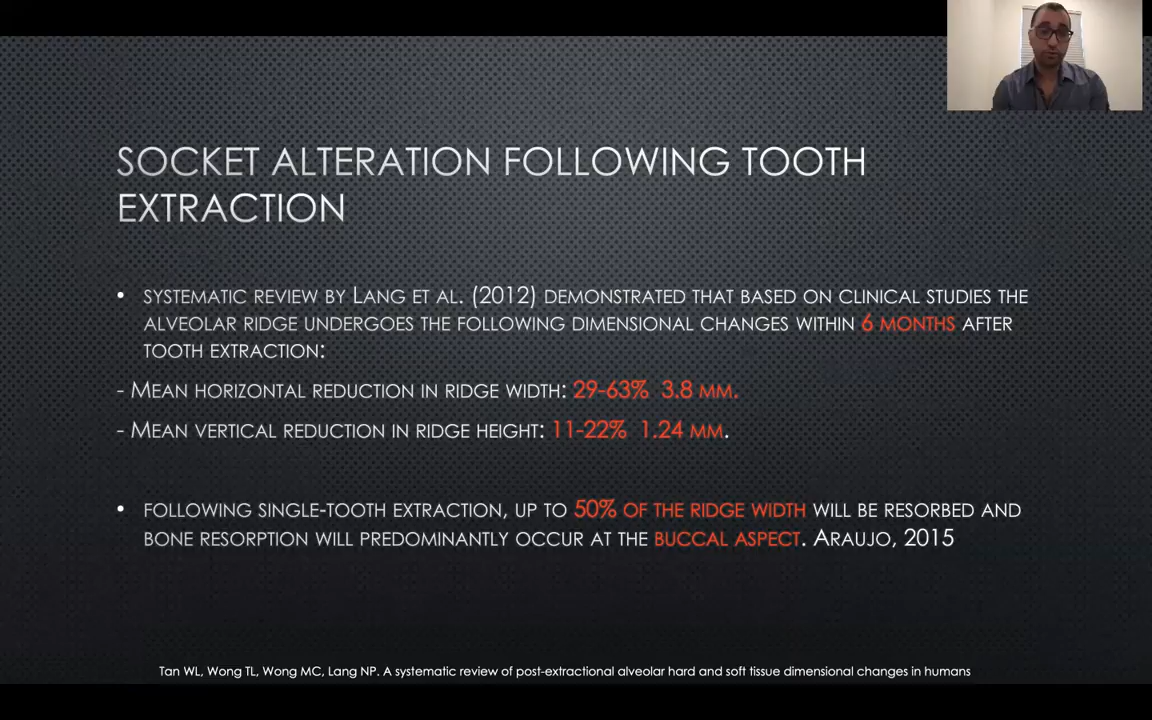 SOCKET ALTERATION FOLLOWING TOOTH
EXTRACTION
• SYSTEMATIC REVIEW BY LANG ET AL. (2012) DEMONSTRATED THAT BASED ON CLINICAL STUDIES THE
ALVEOLAR RIDGE UNDERGOES THE FOLLOWING DIMENSIONAL CHANGES WITHIN 6 MONTHS AFTER
TOOTH EXTRACTION:
- MEAN HORIZONTAL REDUCTION IN RIDGE WIDTH: 29-63% 3.8 MM.
- MEAN VERTICAL REDUCTION IN RIDGE HEIGHT: 11-22% 1.24 MM.
• FOLLOWING SINGLE-TOOTH EXTRACTION, UP TO 50% OF THE RIDGE WIDTH WILL BE RESORBED AND
BONE RESORPTION WILL PREDOMINANTLY OCCUR AT THE BUCCAL ASPECT. ARAUJO, 2015
Tan WL, Wong TL, Wong MC, Lang NP. A systematic review of post-extractional alveolar hard and soft tissue dimensional changes in humans